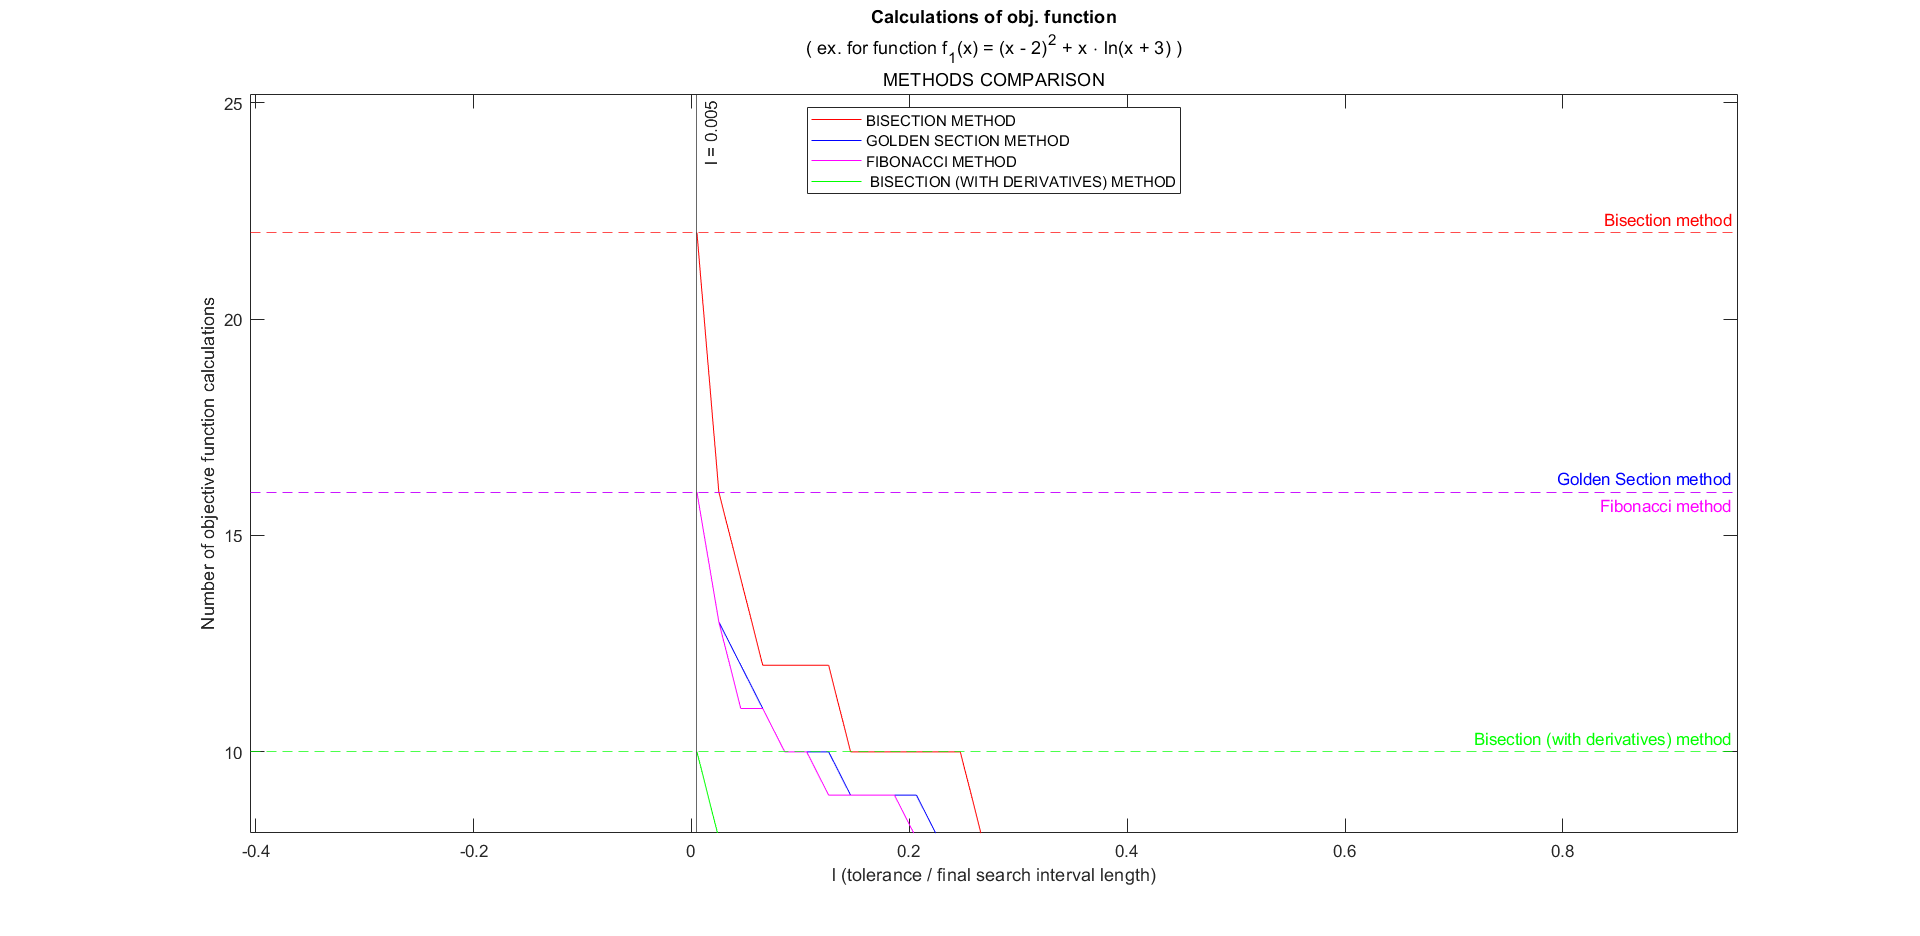 Calculations of obj. function
( ex. for function f₁(x) = (x - 2)² + x · ln(x + 3) )
METHODS COMPARISON
l = 0.005
BISECTION METHOD
GOLDEN SECTION METHOD
FIBONACCI METHOD
BISECTION (WITH DERIVATIVES) METHOD
25
20
15
10
Number of objective function calculations
Bisection method
Golden Section method
Fibonacci method
Bisection (with derivatives) method
-0.4 -0.2 0 0.2 0.4 0.6 0.8
l (tolerance / final search interval length)